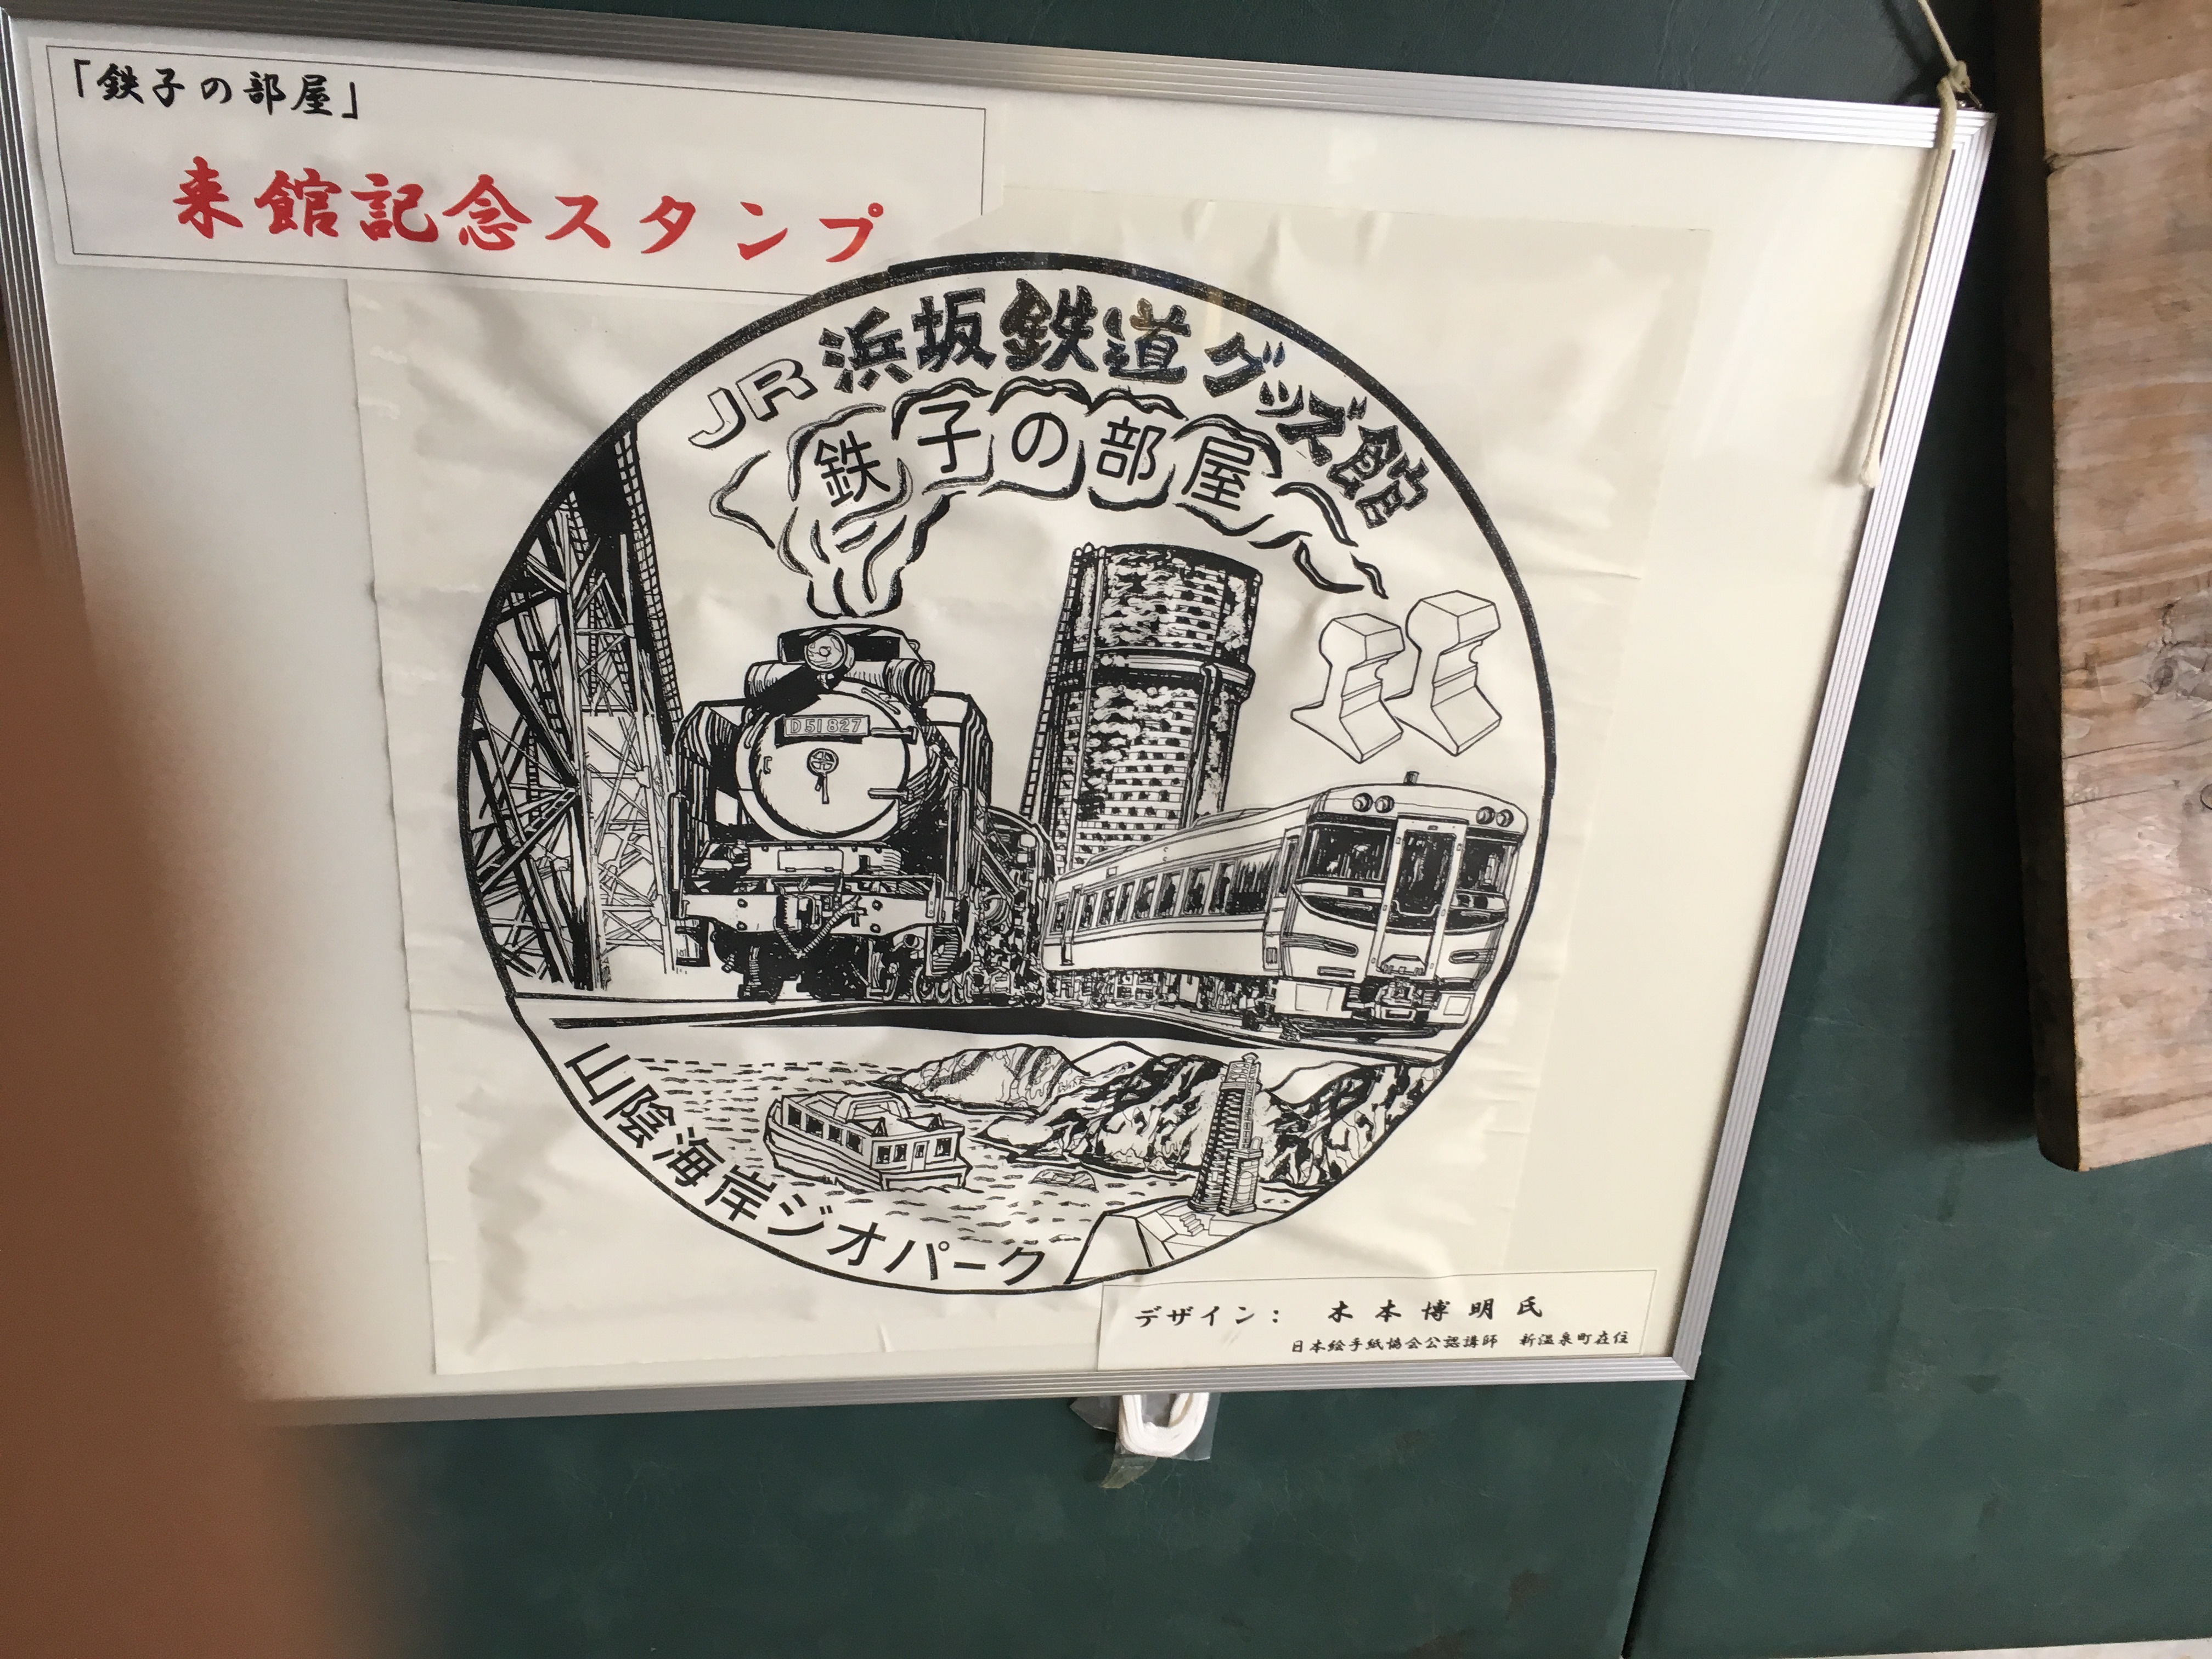 「鉄子の部屋」
来館記念スタンプ
JR浜坂鉄道グッズ館
鉄子の部屋
D51 827
山陰海岸ジオパーク
デザイン： 木本博明氏
日本絵手紙協会公認講師 新温泉町在住